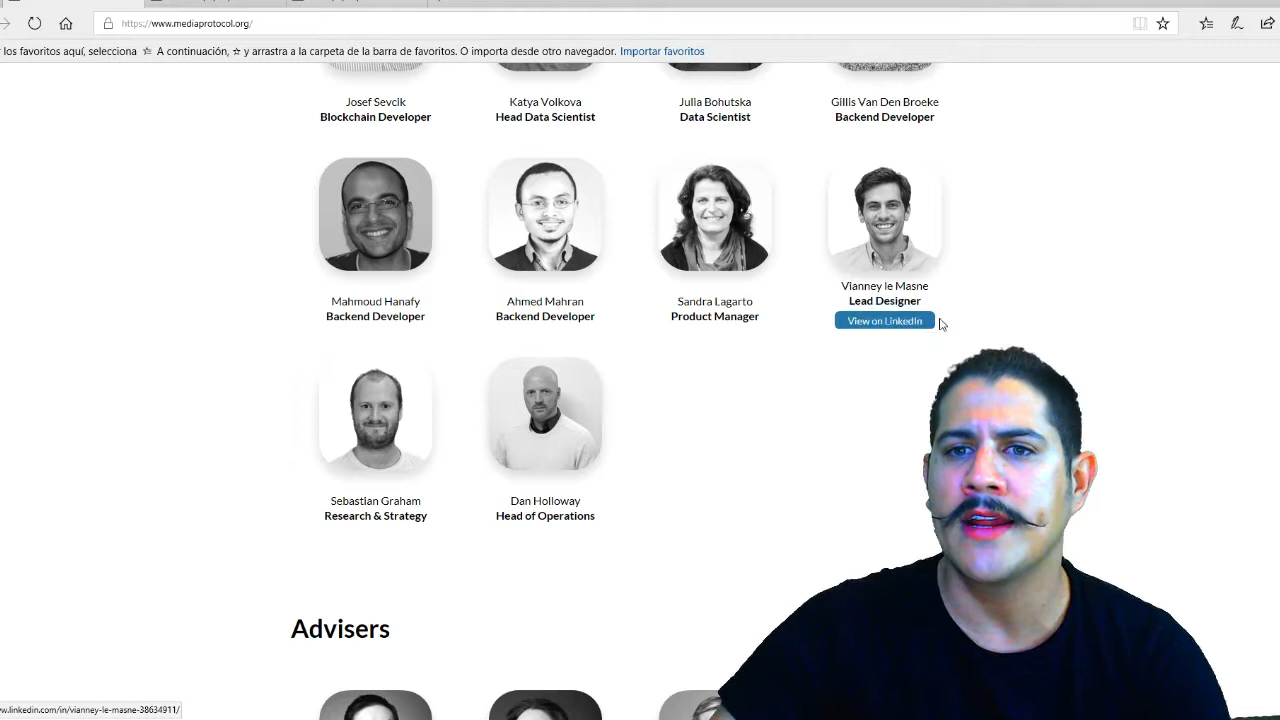 https://www.mediaprotocol.org/
los favoritos aquí, selecciona ☆ A continuación, ☆ y arrastra a la carpeta de la barra de favoritos. O importa desde otro navegador. Importar favoritos
Josef Sevcik
Blockchain Developer
Katya Volkova
Head Data Scientist
Julia Bohutska
Data Scientist
Gillis Van Den Broeke
Backend Developer
Mahmoud Hanafy
Backend Developer
Ahmed Mahran
Backend Developer
Sandra Lagarto
Product Manager
Vianney le Masne
Lead Designer
View on LinkedIn
Sebastian Graham
Research & Strategy
Dan Holloway
Head of Operations
Advisers
w.linkedin.com/in/vianney-le-masne-38634911/